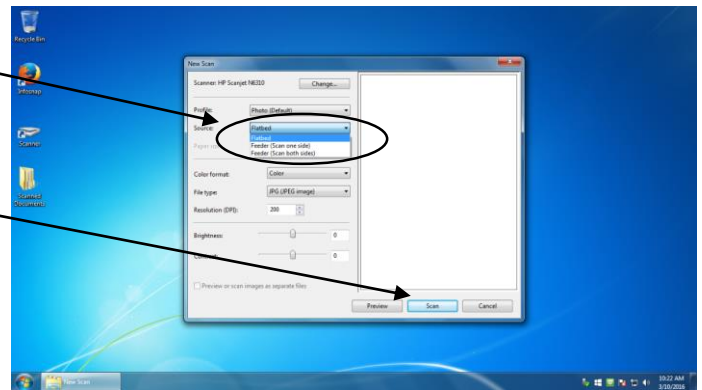 Recycle Bin
New Scan
Scanner: HP Scanjet N6310
Change...
Infosnap
Profile:
Photo (Default)
Source:
Flatbed
Flatbed
Scanner
Feeder (Scan one side)
Feeder (Scan both sides)
Color format:
Color
File type:
JPG (JPEG image)
Scanned Documents
Resolution (DPI):
200
Brightness:
0
Contrast:
0
Preview or scan images as separate files
Preview
Scan
Cancel
New Scan
10:22 AM
3/10/2016